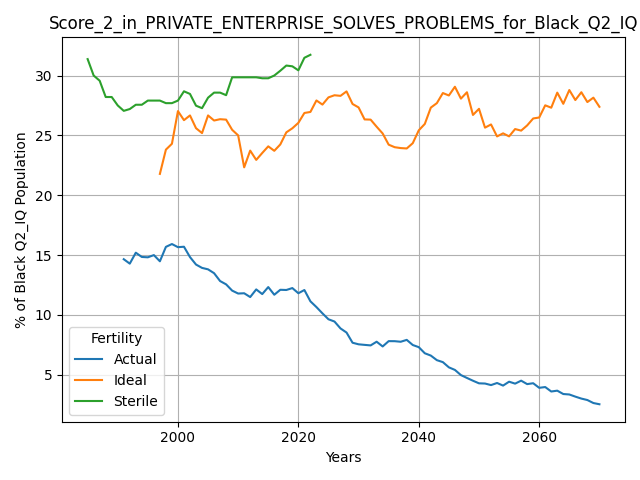 Score_2_in_PRIVATE_ENTERPRISE_SOLVES_PROBLEMS_for_Black_Q2_IQ
% of Black Q2_IQ Population
30
25
20
15
10
5
Fertility
Actual
Ideal
Sterile
2000
2020
2040
2060
Years